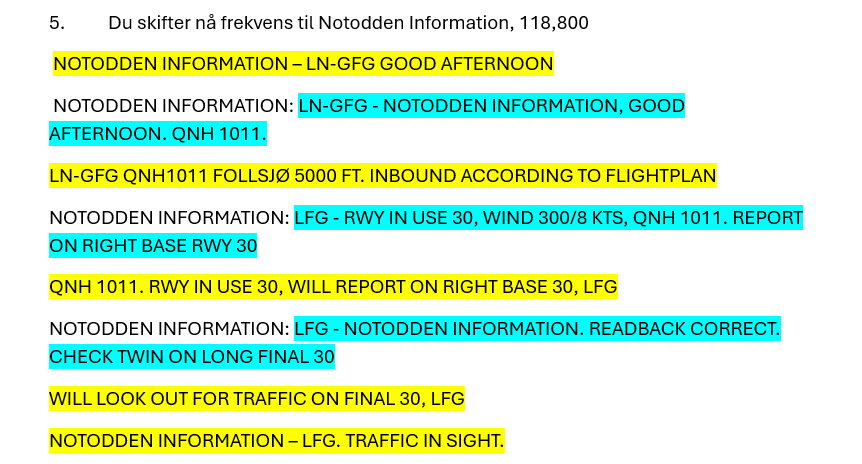 5. Du skifter nå frekvens til Notodden Information, 118,800
NOTODDEN INFORMATION – LN-GFG GOOD AFTERNOON
NOTODDEN INFORMATION: LN-GFG - NOTODDEN INFORMATION, GOOD
AFTERNOON. QNH 1011.
LN-GFG QNH1011 FOLLSJØ 5000 FT. INBOUND ACCORDING TO FLIGHTPLAN
NOTODDEN INFORMATION: LFG - RWY IN USE 30, WIND 300/8 KTS, QNH 1011. REPORT
ON RIGHT BASE RWY 30
QNH 1011. RWY IN USE 30, WILL REPORT ON RIGHT BASE 30, LFG
NOTODDEN INFORMATION: LFG - NOTODDEN INFORMATION. READBACK CORRECT.
CHECK TWIN ON LONG FINAL 30
WILL LOOK OUT FOR TRAFFIC ON FINAL 30, LFG
NOTODDEN INFORMATION – LFG. TRAFFIC IN SIGHT.